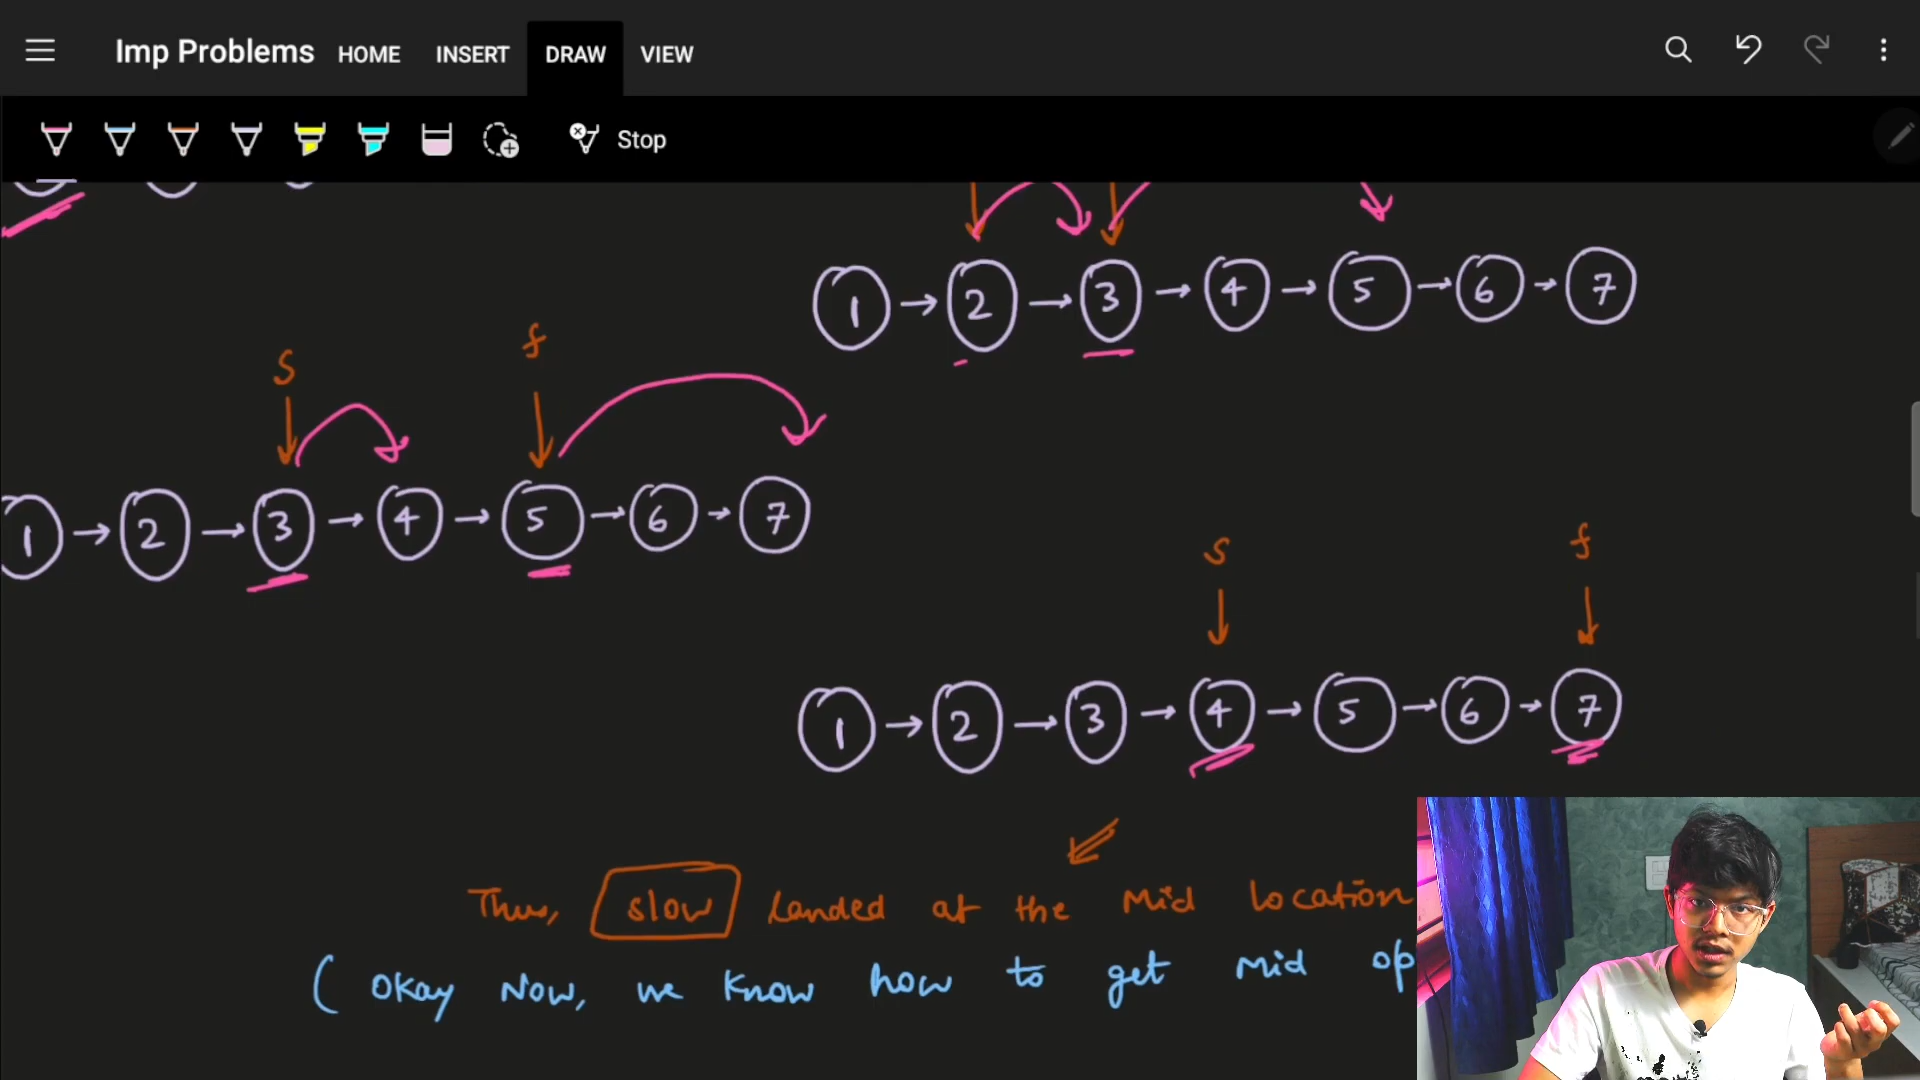 Imp Problems HOME INSERT DRAW VIEW
Stop
1 → 2 → 3 → 4 → 5 → 6 → 7
s f
1 → 2 → 3 → 4 → 5 → 6 → 7
s f
1 → 2 → 3 → 4 → 5 → 6 → 7
Thus, slow landed at the Mid location
( Okay Now, we know how to get Mid op